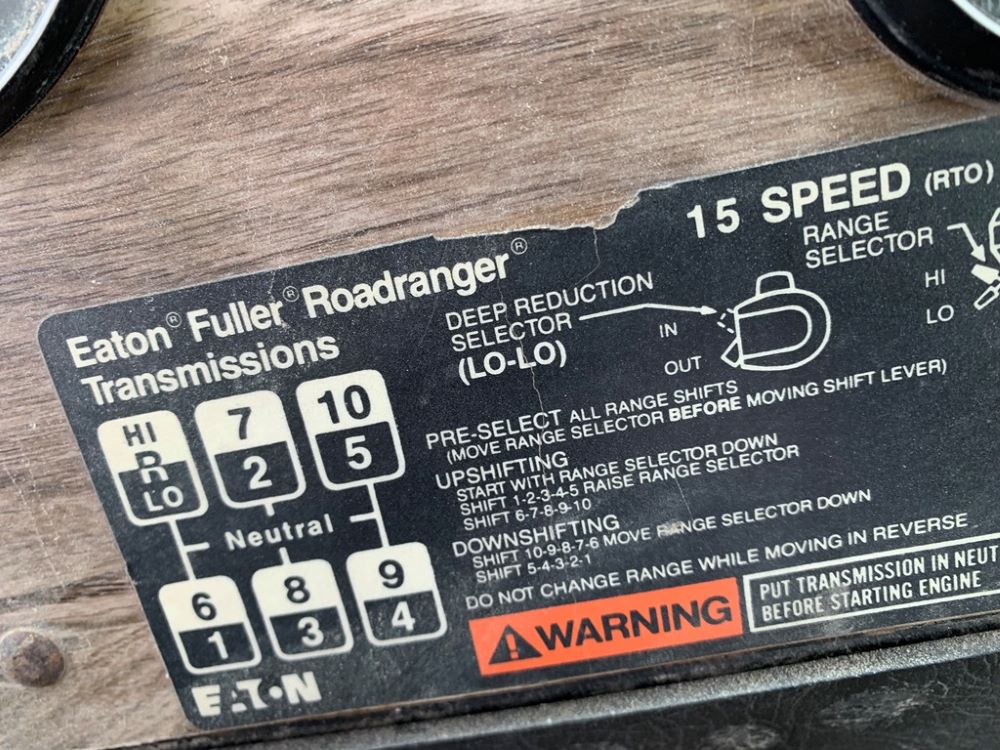 Eaton® Fuller® Roadranger®
Transmissions
15 SPEED (RTO)
DEEP REDUCTION
SELECTOR
(LO-LO)
IN
OUT
RANGE
SELECTOR
HI
LO
HI
R
LO
7
2
10
5
Neutral
6
1
8
3
9
4
EATON
PRE-SELECT ALL RANGE SHIFTS
(MOVE RANGE SELECTOR BEFORE MOVING SHIFT LEVER)
UPSHIFTING
START WITH RANGE SELECTOR DOWN
SHIFT 1-2-3-4-5 RAISE RANGE SELECTOR
SHIFT 6-7-8-9-10
DOWNSHIFTING
SHIFT 10-9-8-7-6 MOVE RANGE SELECTOR DOWN
SHIFT 5-4-3-2-1
DO NOT CHANGE RANGE WHILE MOVING IN REVERSE
WARNING
PUT TRANSMISSION IN NEUT
BEFORE STARTING ENGINE